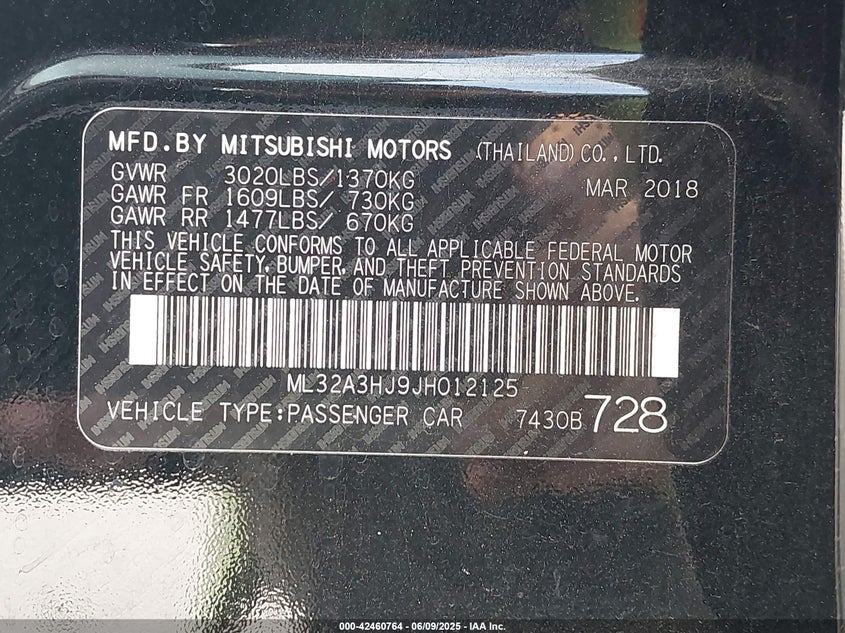 MFD.BY MITSUBISHI MOTORS (THAILAND) CO., LTD.
GVWR 3020LBS/1370KG MAR 2018
GAWR FR 1609LBS/ 730KG
GAWR RR 1477LBS/ 670KG
THIS VEHICLE CONFORMS TO ALL APPLICABLE FEDERAL MOTOR
VEHICLE SAFETY, BUMPER, AND THEFT PREVENTION STANDARDS
IN EFFECT ON THE DATE OF MANUFACTURE SHOWN ABOVE.
ML32A3HJ9JH012125
VEHICLE TYPE:PASSENGER CAR 7430B 728
000-42460764 - 06/09/2025 - IAA Inc.